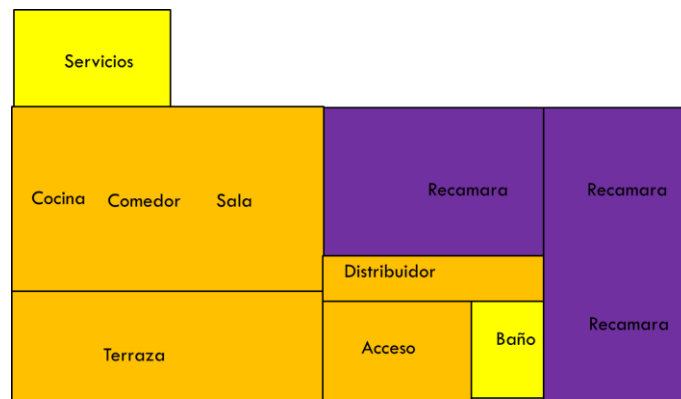 Servicios
Cocina Comedor Sala
Recamara
Recamara
Distribuidor
Recamara
Terraza
Acceso
Baño